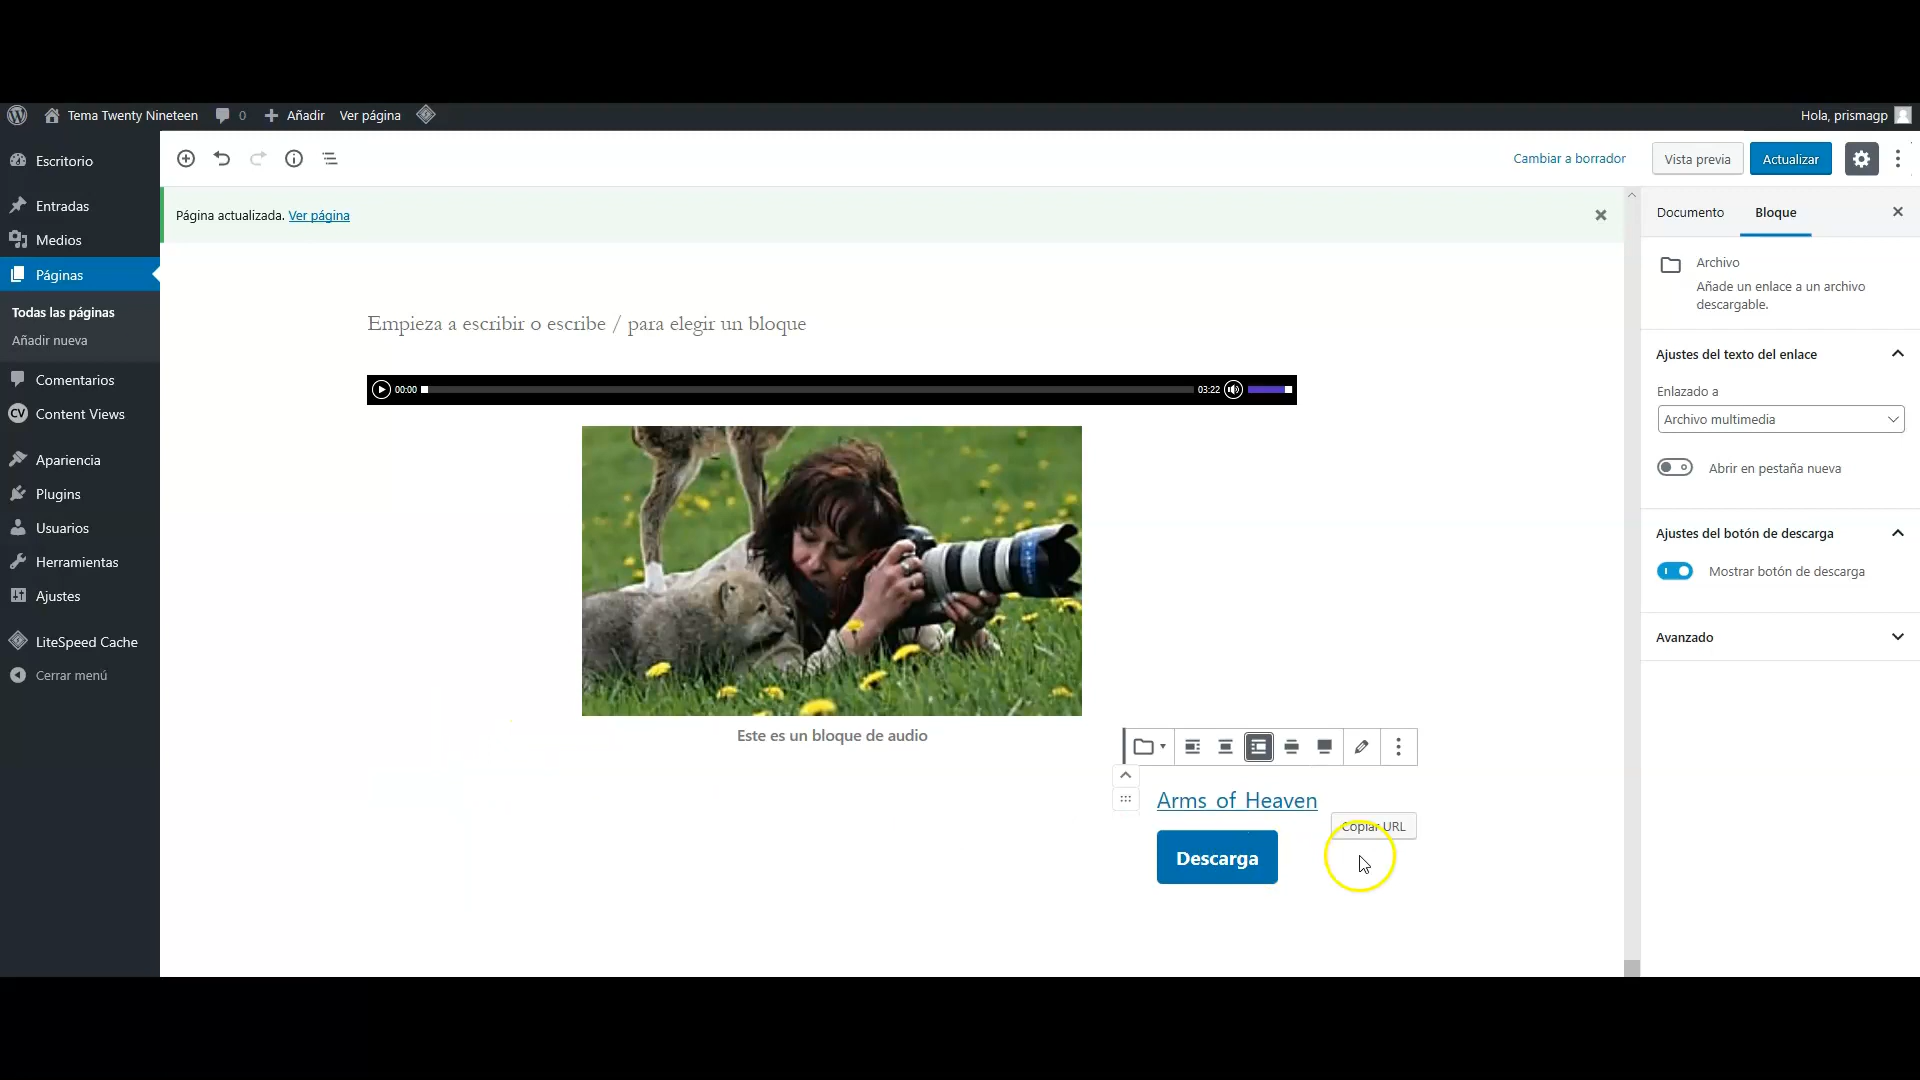 Tema Twenty Nineteen 0 Añadir Ver página Hola, prismagp
Escritorio
Entradas
Medios
Páginas
Todas las páginas
Añadir nueva
Comentarios
CV Content Views
Apariencia
Plugins
Usuarios
Herramientas
Ajustes
LiteSpeed Cache
Cerrar menú
Cambiar a borrador Vista previa Actualizar
Página actualizada. Ver página
Empieza a escribir o escribe / para elegir un bloque
00:00 03:22
Este es un bloque de audio
Arms_of_Heaven
Copiar URL
Descarga
Documento Bloque
Archivo
Añade un enlace a un archivo
descargable.
Ajustes del texto del enlace
Enlazado a
Archivo multimedia
Abrir en pestaña nueva
Ajustes del botón de descarga
Mostrar botón de descarga
Avanzado